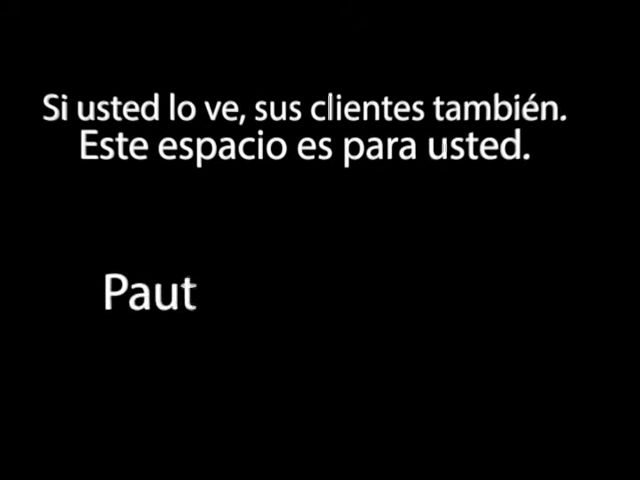 Si usted lo ve, sus clientes también.
Este espacio es para usted.
Paut